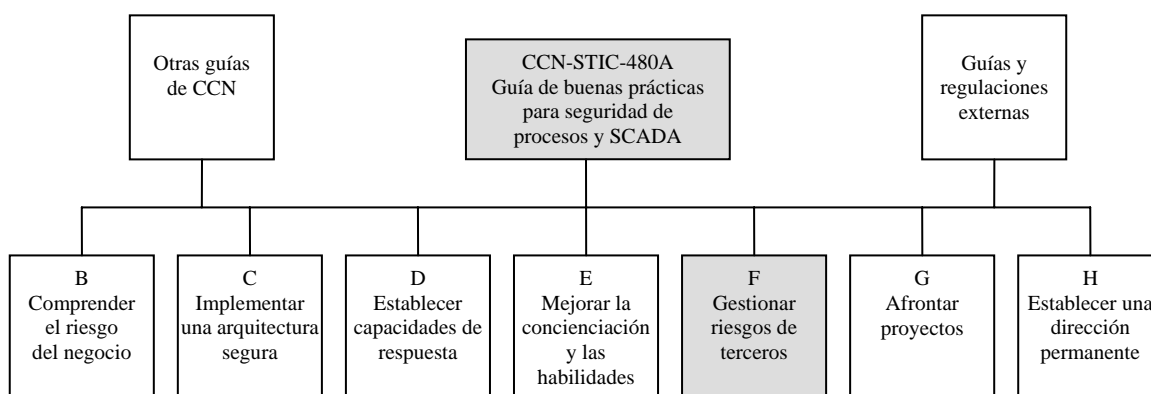 Otras guías
de CCN
CCN-STIC-480A
Guía de buenas prácticas
para seguridad de
procesos y SCADA
Guías y
regulaciones
externas
B
Comprender
el riesgo
del negocio
C
Implementar
una arquitectura
segura
D
Establecer
capacidades de
respuesta
E
Mejorar la
concienciación
y las
habilidades
F
Gestionar
riesgos de
terceros
G
Afrontar
proyectos
H
Establecer una
dirección
permanente